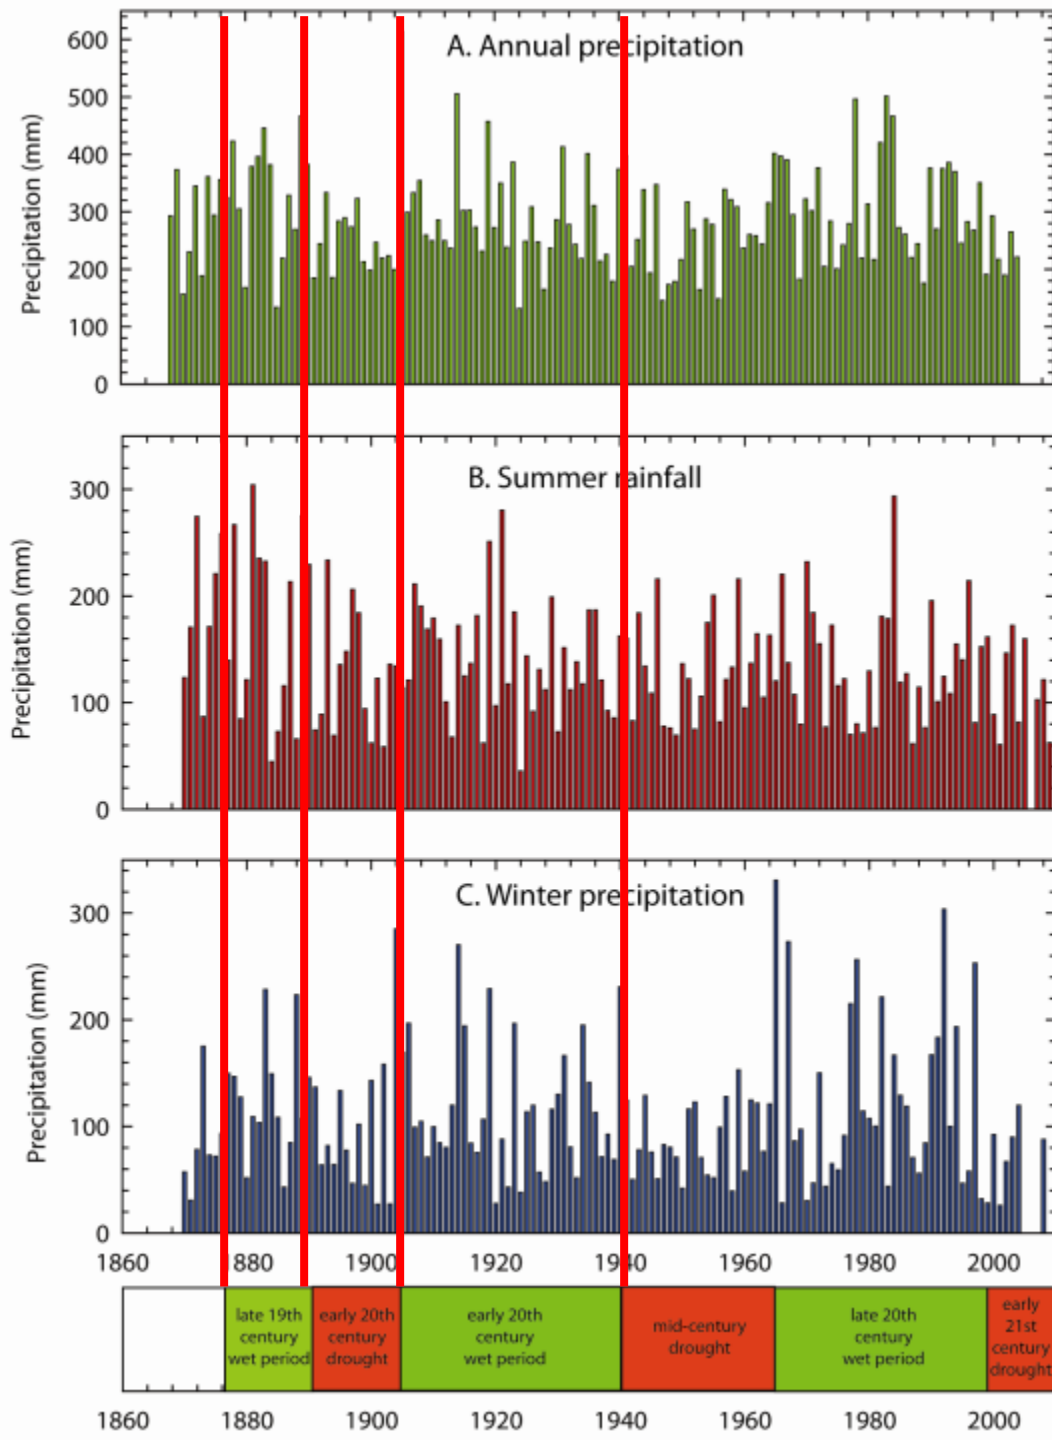 A. Annual precipitation
Precipitation (mm)
600
500
400
300
200
100
0
B. Summer rainfall
Precipitation (mm)
300
200
100
0
C. Winter precipitation
Precipitation (mm)
300
200
100
0
1860 1880 1900 1920 1940 1960 1980 2000
late 19th
century
wet period
early 20th
century
drought
early 20th
century
wet period
mid-century
drought
late 20th
century
wet period
early
21st
century
drought
1860 1880 1900 1920 1940 1960 1980 2000